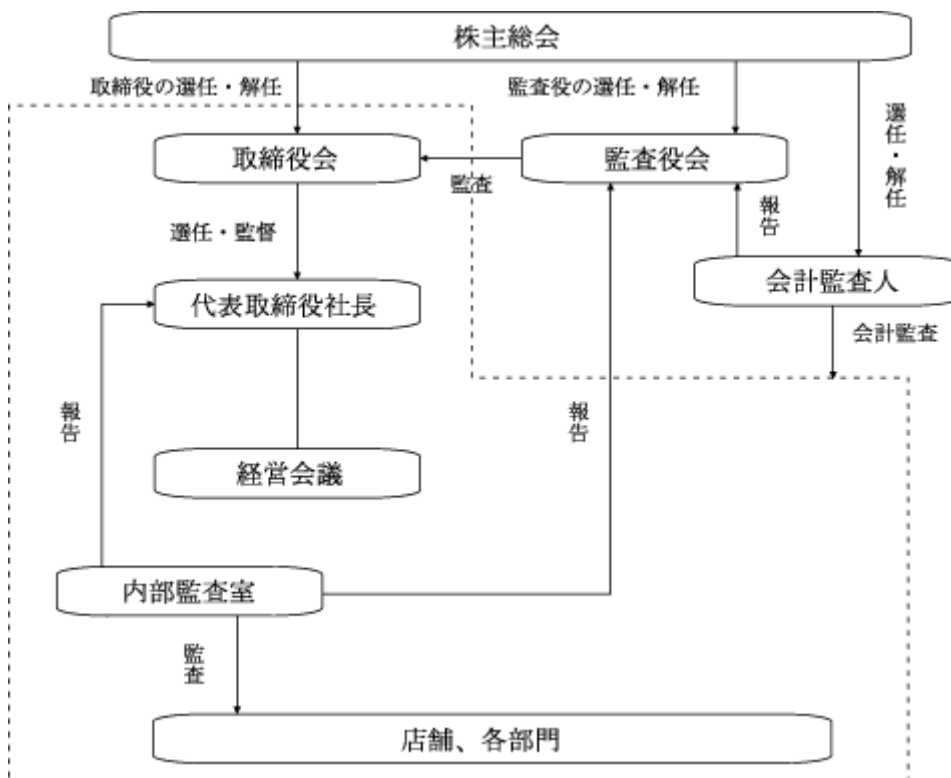 株主総会
取締役の選任・解任
監査役の選任・解任
選任・解任
取締役会
監査
監査役会
選任・監督
報告
代表取締役社長
会計監査人
会計監査
報告
報告
経営会議
内部監査室
監査
店舗、各部門